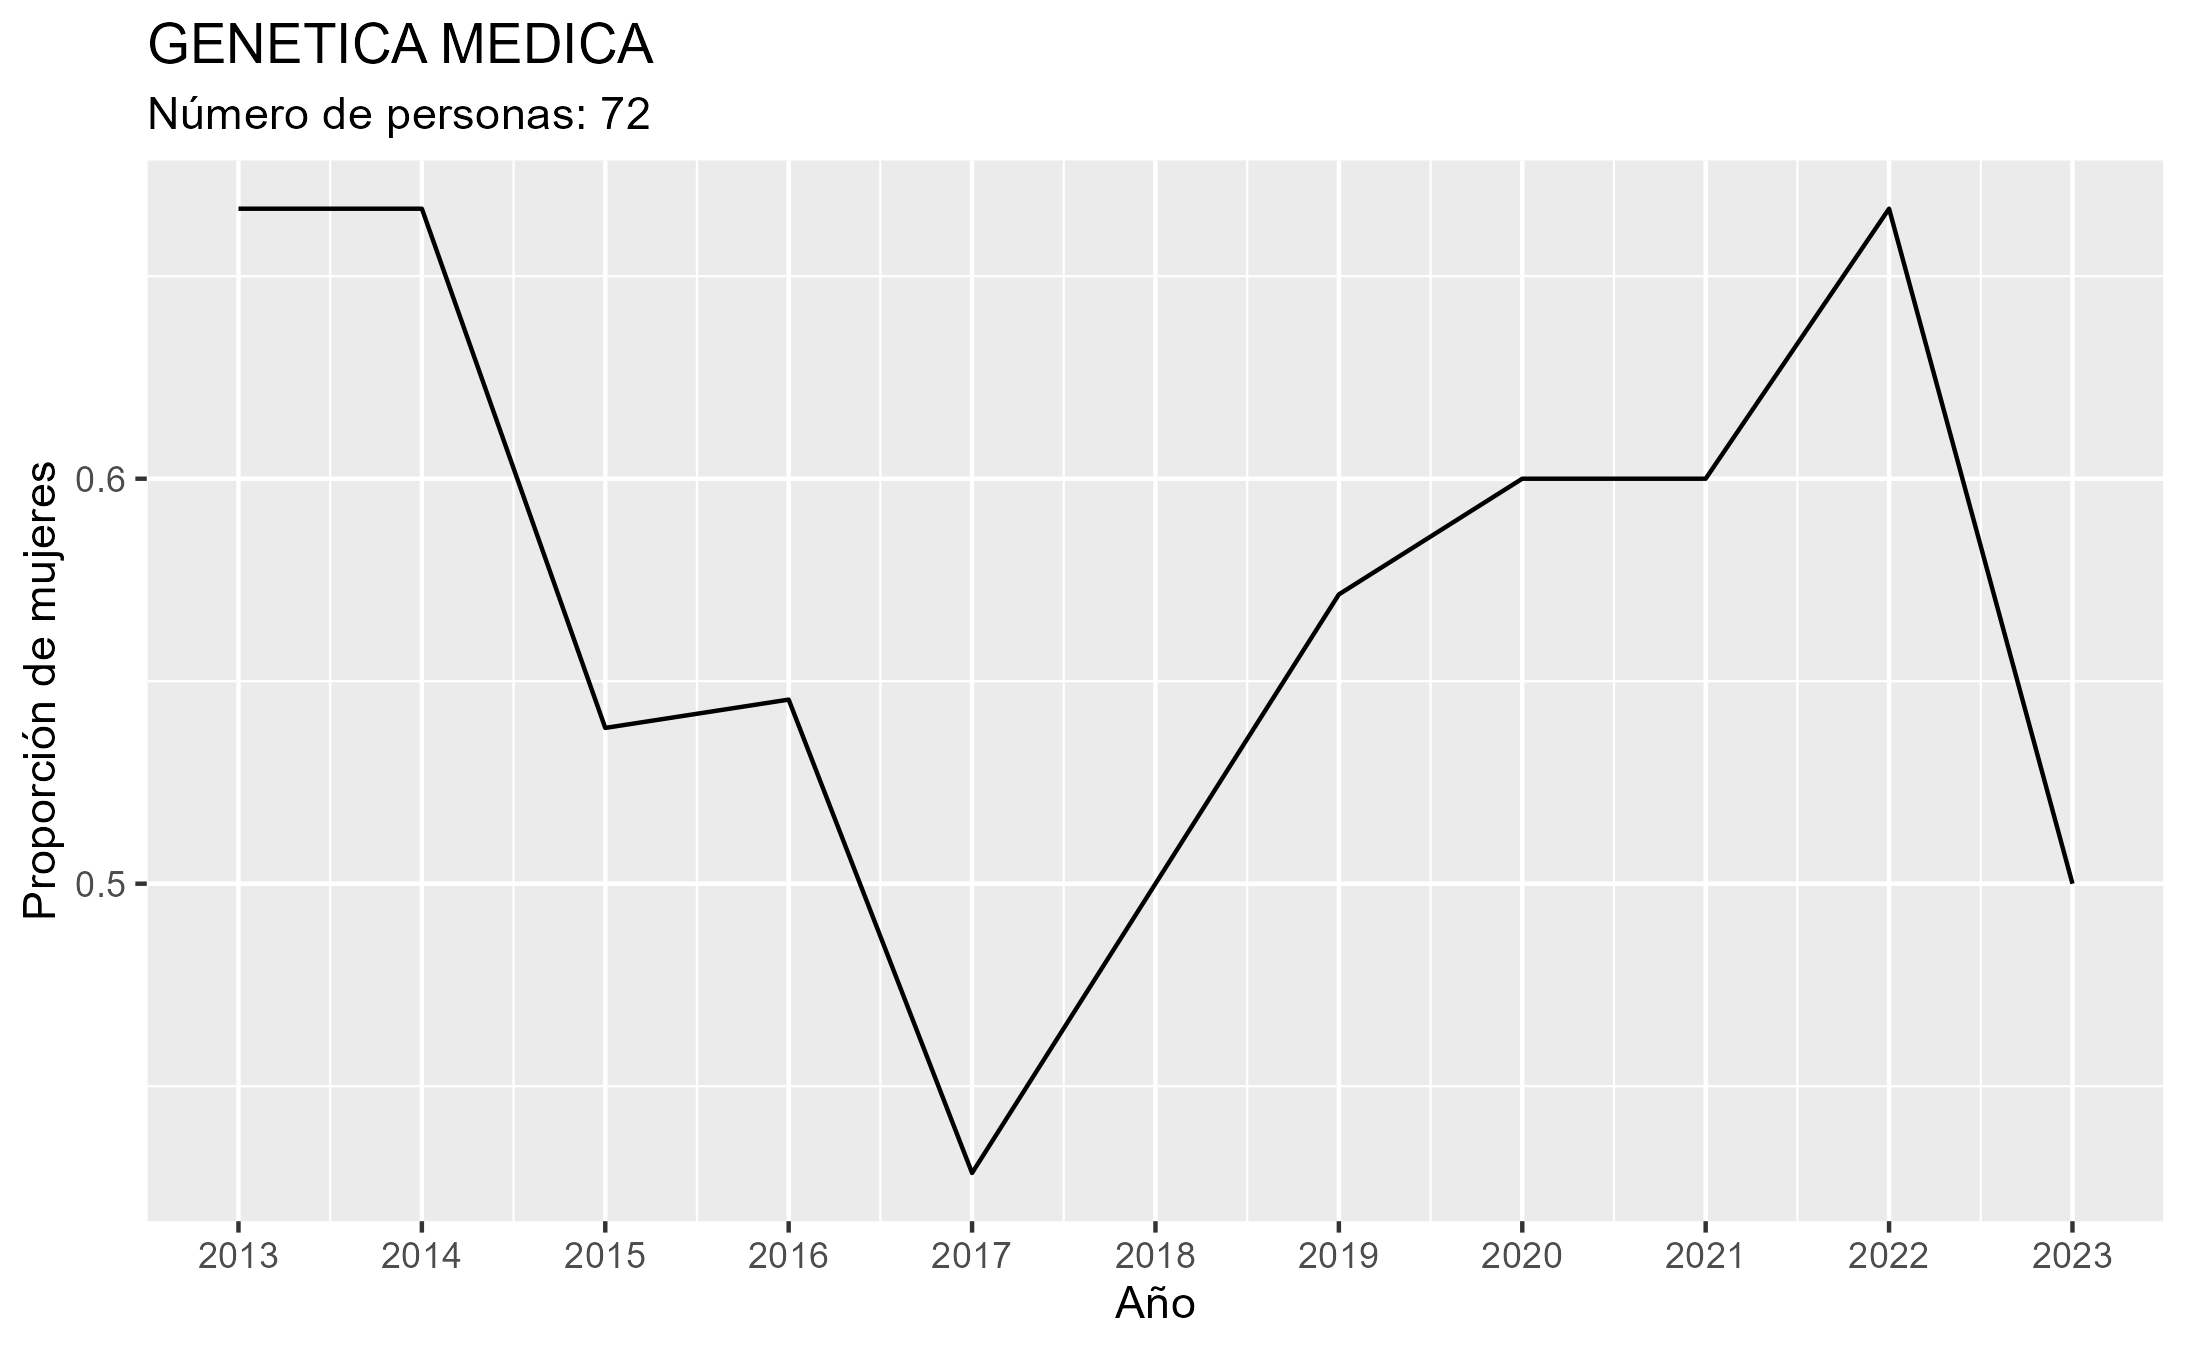 GENETICA MEDICA
Número de personas: 72
Proporción de mujeres
0.6
0.5
2013 2014 2015 2016 2017 2018 2019 2020 2021 2022 2023
Año